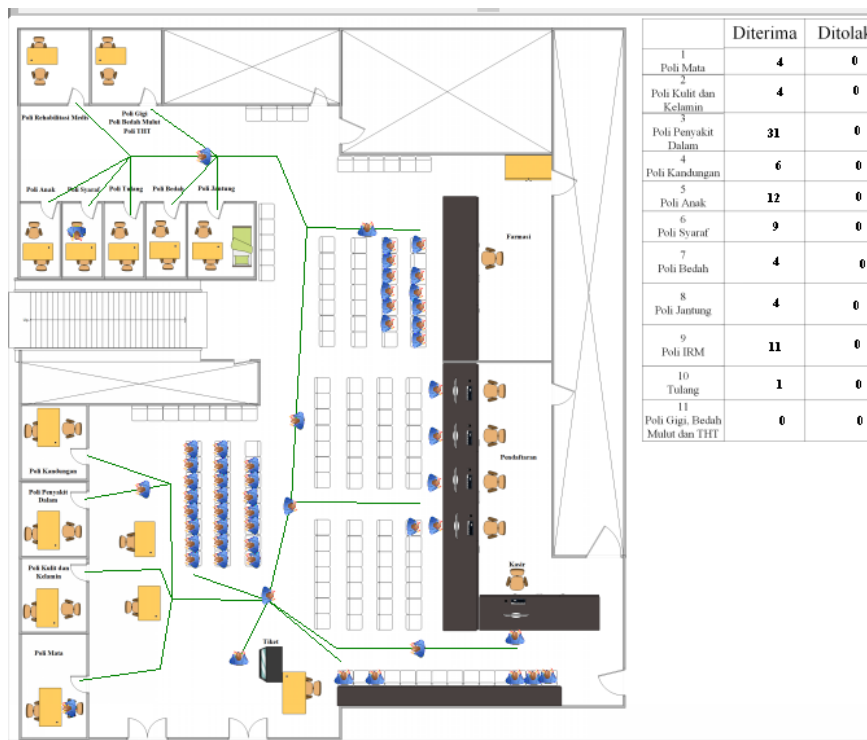 Poli Rehabilitasi Medis
Poli Gigi
Poli Bedah Mulut
Poli THT
Poli Anak
Poli Syaraf
Poli Tulang
Poli Bedah
Poli Jantung
Farmasi
Poli Kandungan
Poli Penyakit
Dalam
Poli Kulit dan
Kelamin
Poli Mata
Pendaftaran
Kasir
Tiket
Diterima Ditolak
1
Poli Mata 4 0
2
Poli Kulit dan
Kelamin 4 0
3
Poli Penyakit
Dalam 31 0
4
Poli Kandungan 6 0
5
Poli Anak 12 0
6
Poli Syaraf 9 0
7
Poli Bedah 4 0
8
Poli Jantung 4 0
9
Poli IRM 11 0
10
Tulang 1 0
11
Poli Gigi, Bedah
Mulut dan THT 0 0